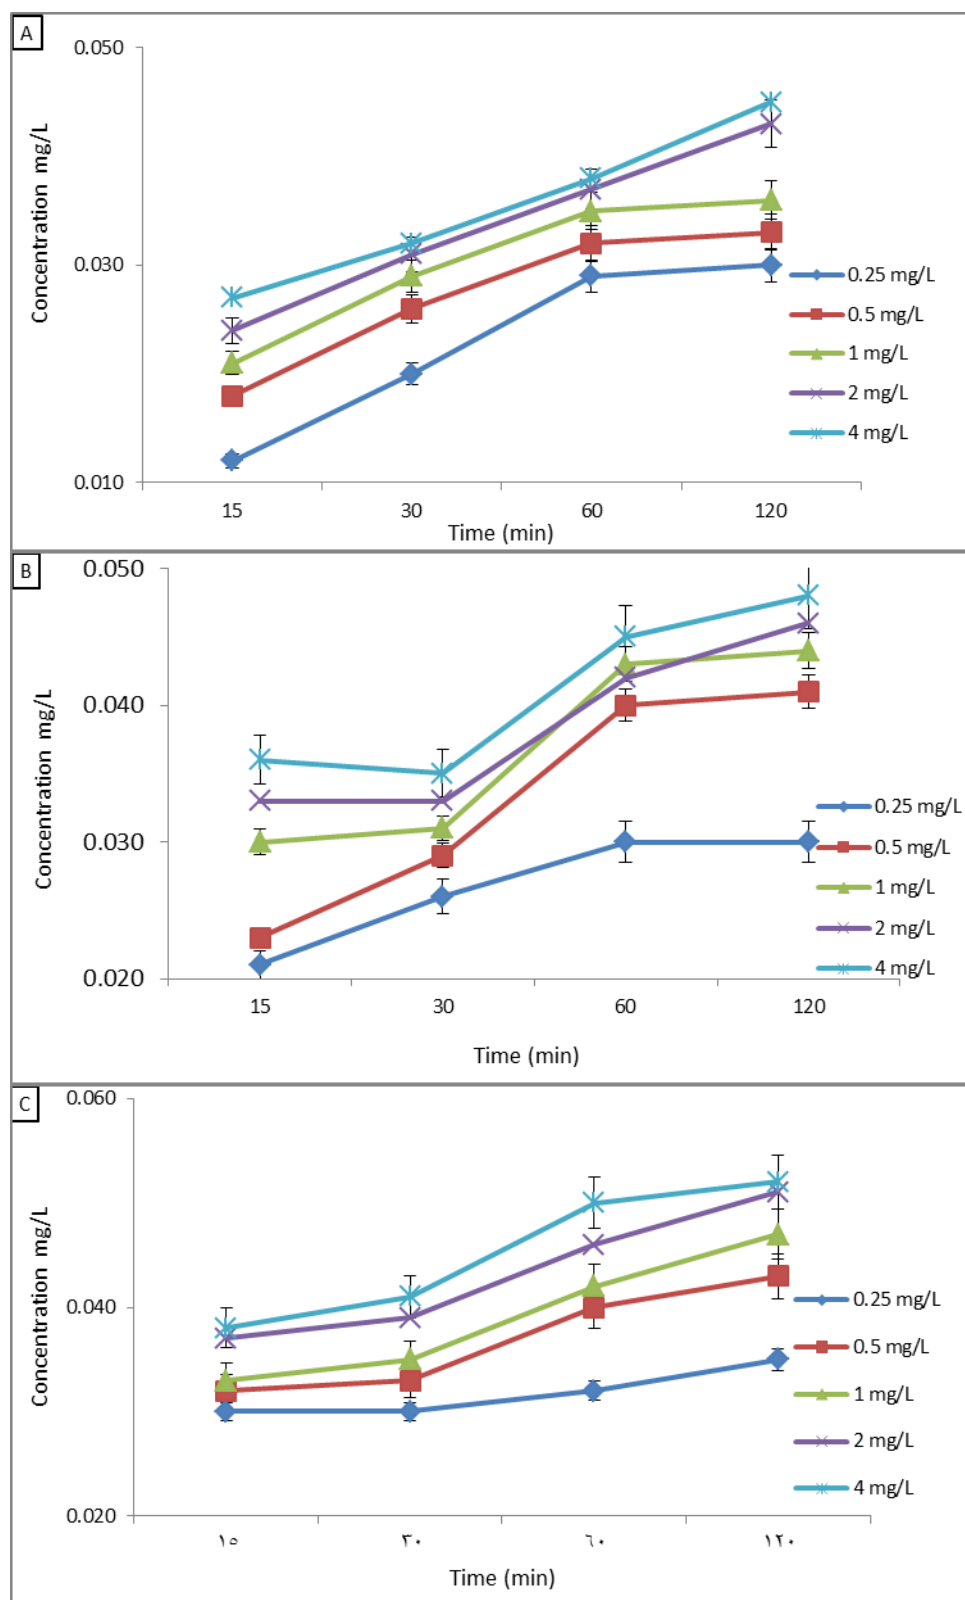 A
Concentration mg/L
0.050
0.030
0.010
15 30 60 120
Time (min)
0.25 mg/L
0.5 mg/L
1 mg/L
2 mg/L
4 mg/L
B
Concentration mg/L
0.050
0.040
0.030
0.020
15 30 60 120
Time (min)
0.25 mg/L
0.5 mg/L
1 mg/L
2 mg/L
4 mg/L
C
Concentration mg/L
0.060
0.040
0.020
١٥ ٣٠ ٦٠ ١٢٠
Time (min)
0.25 mg/L
0.5 mg/L
1 mg/L
2 mg/L
4 mg/L